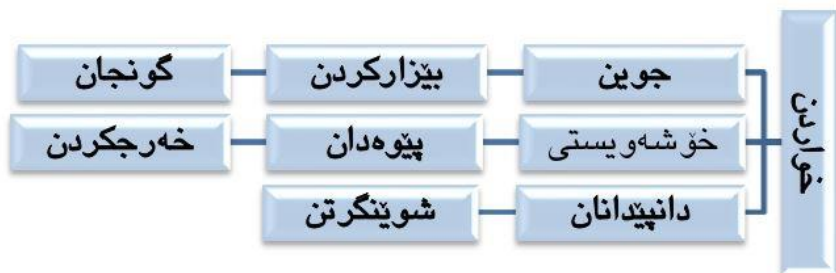 خواردن
جوین بێزارکردن گونجان
خۆشەویستی پێوەدان خەرجکردن
دانپێدانان شوێنگرتن